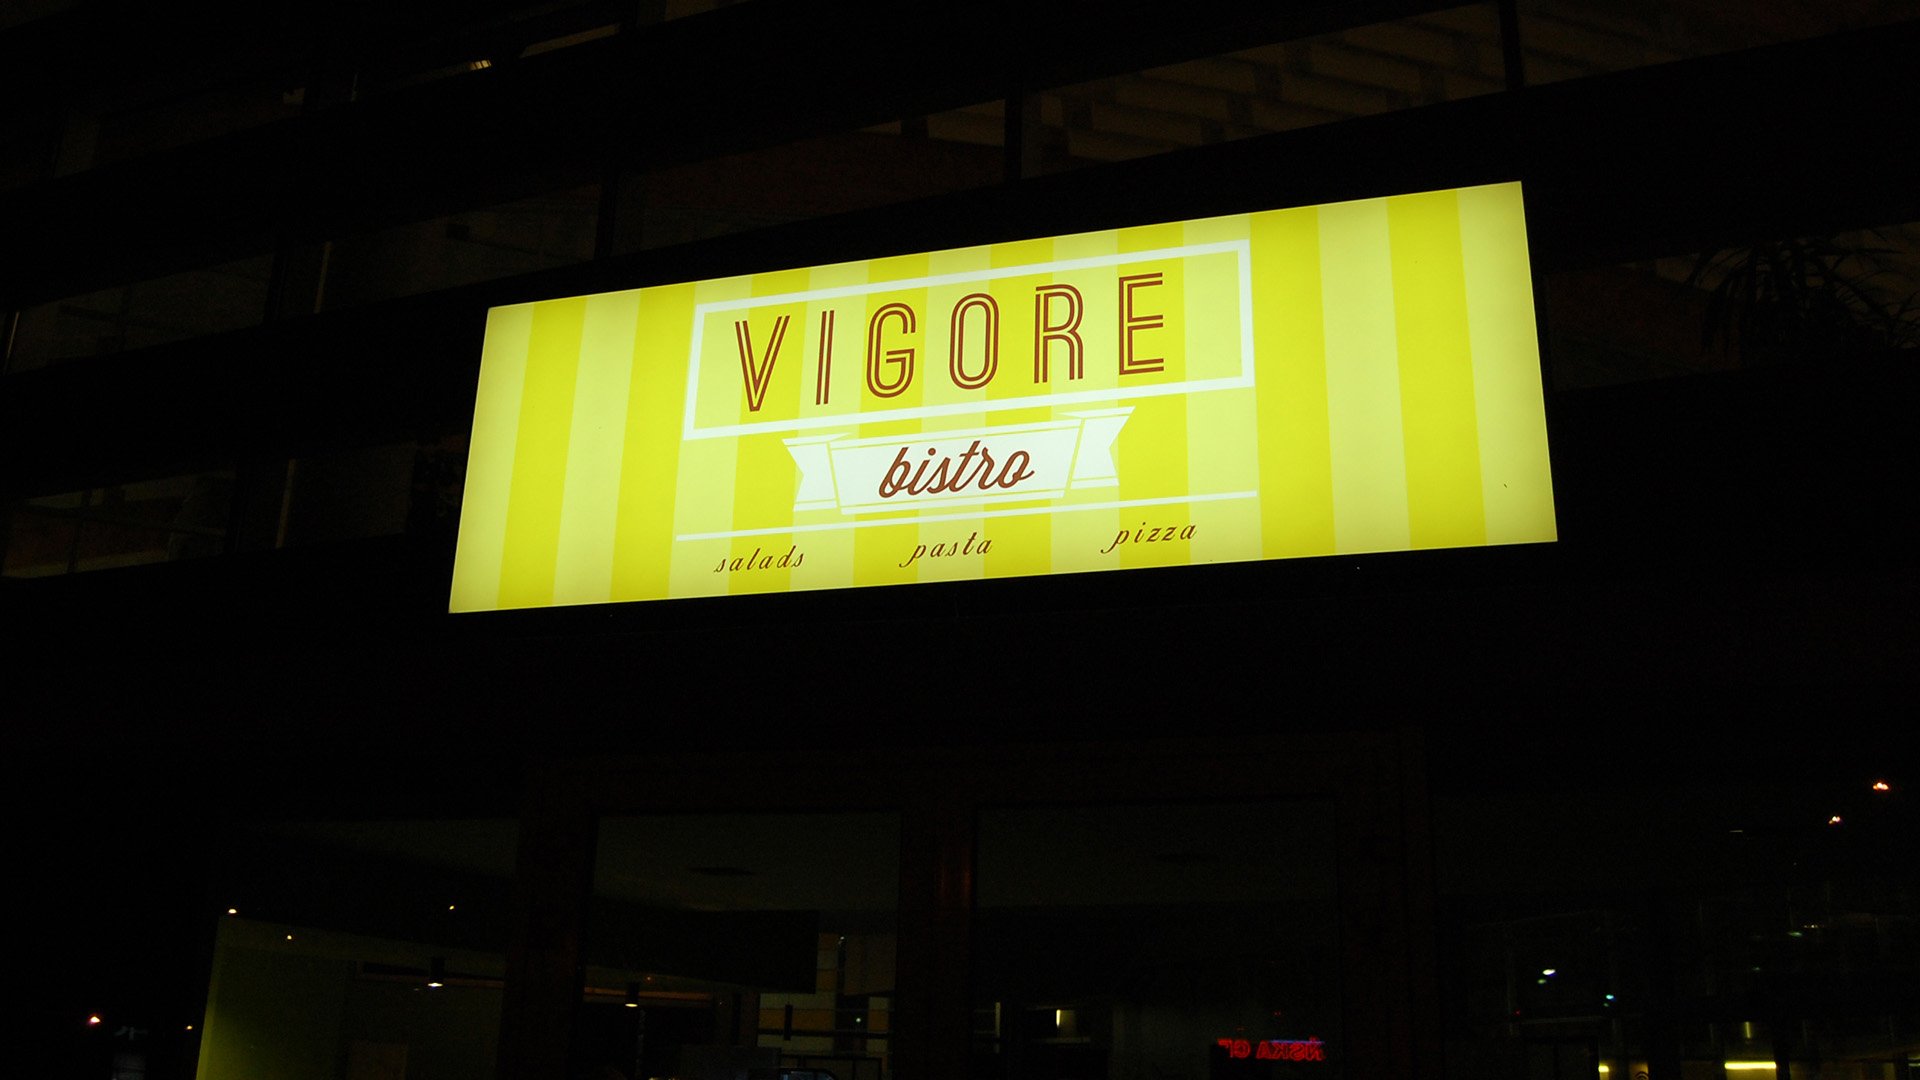 VIGORE
bistro
salads pasta pizza